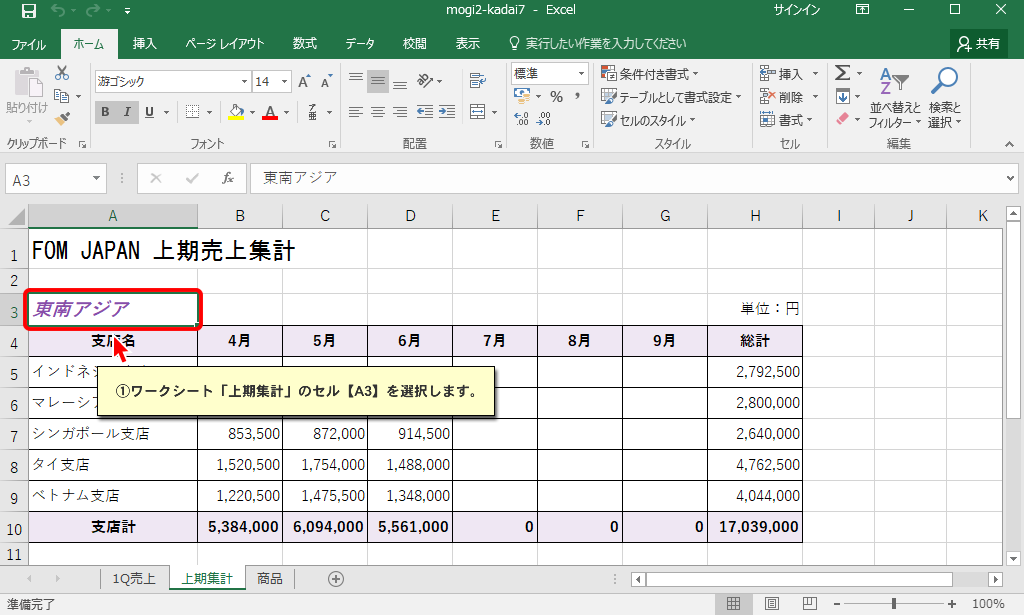 mogi2-kadai7 - Excel サインイン
ファイル ホーム 挿入 ページ レイアウト 数式 データ 校閲 表示 実行したい作業を入力してください 共有
游ゴシック 14 A A 標準 条件付き書式 挿入 Σ
貼り付け B I U A % , テーブルとして書式設定 削除 並べ替えと フィルター 検索と 選択
セルのスタイル 書式
クリップボード フォント 配置 数値 スタイル セル 編集
A3 fx 東南アジア
A B C D E F G H I J K
1 FOM JAPAN 上期売上集計
2
3 東南アジア 単位：円
4 支店名 4月 5月 6月 7月 8月 9月 総計
5 インドネシ 2,792,500
6 マレーシア 2,800,000
①ワークシート「上期集計」のセル【A3】を選択します。
7 シンガポール支店 853,500 872,000 914,500 2,640,000
8 タイ支店 1,520,500 1,754,000 1,488,000 4,762,500
9 ベトナム支店 1,220,500 1,475,500 1,348,000 4,044,000
10 支店計 5,384,000 6,094,000 5,561,000 0 0 0 17,039,000
11
1Q売上 上期集計 商品
準備完了 100%